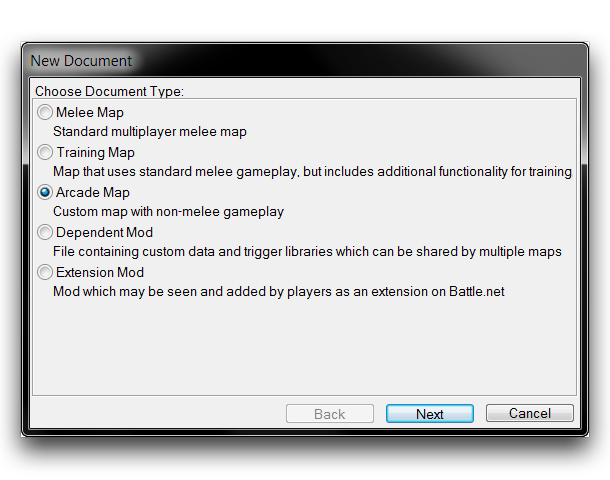 New Document
Choose Document Type:
Melee Map
Standard multiplayer melee map
Training Map
Map that uses standard melee gameplay, but includes additional functionality for training
Arcade Map
Custom map with non-melee gameplay
Dependent Mod
File containing custom data and trigger libraries which can be shared by multiple maps
Extension Mod
Mod which may be seen and added by players as an extension on Battle.net
Back Next Cancel